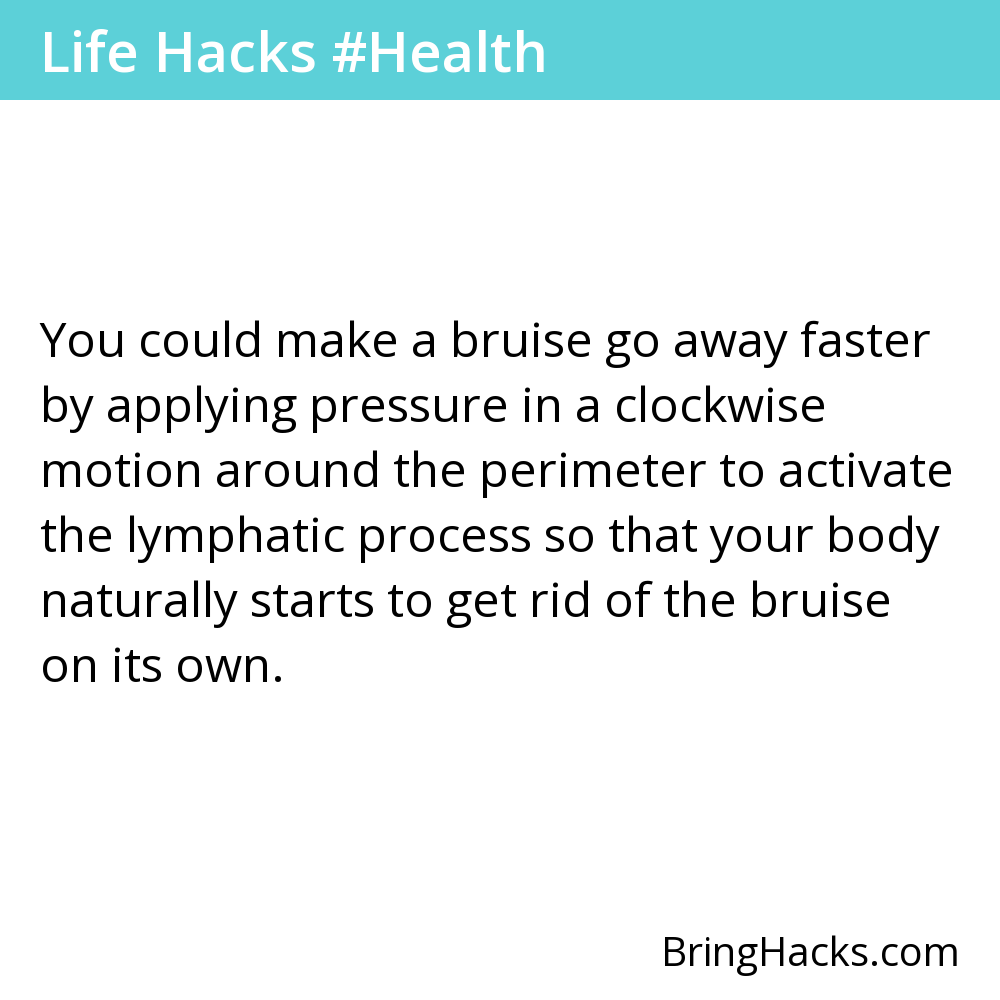 Life Hacks #Health
You could make a bruise go away faster
by applying pressure in a clockwise
motion around the perimeter to activate
the lymphatic process so that your body
naturally starts to get rid of the bruise
on its own.
BringHacks.com